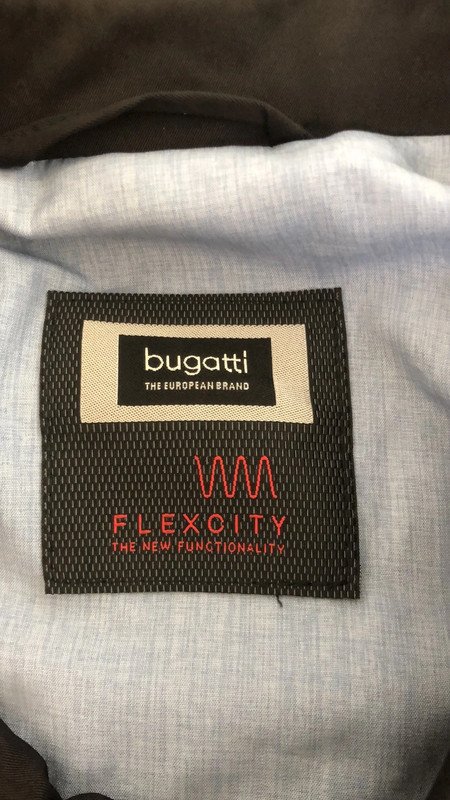 bugatti
THE EUROPEAN BRAND
FLEXCITY
THE NEW FUNCTIONALITY